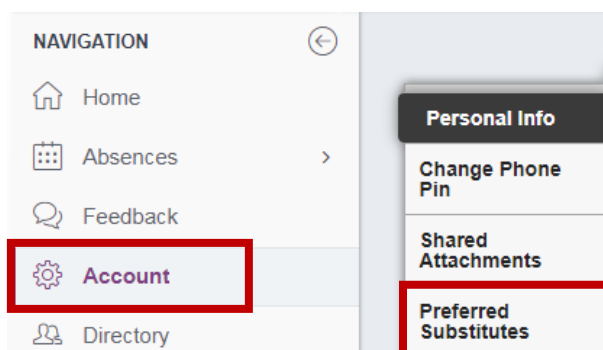 NAVIGATION
Home
Absences
Feedback
Account
Directory
Personal Info
Change Phone
Pin
Shared
Attachments
Preferred
Substitutes